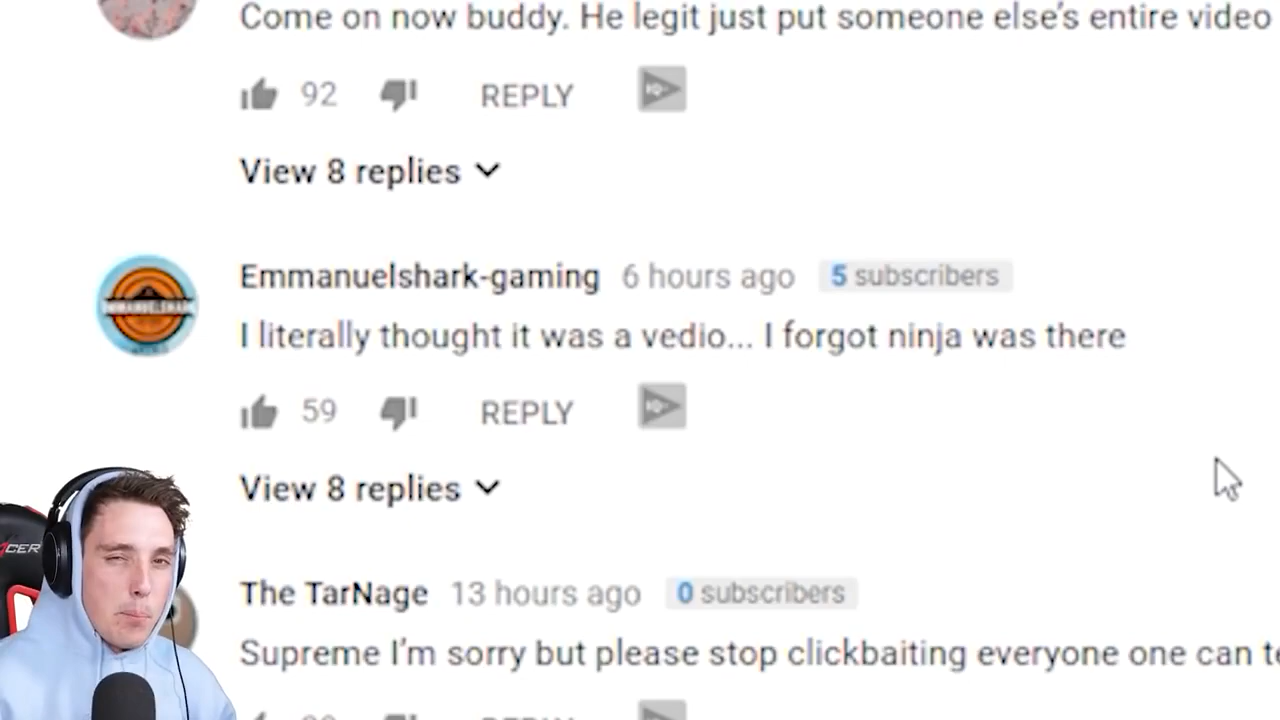 Come on now buddy. He legit just put someone else's entire video
92 REPLY
View 8 replies
Emmanuelshark-gaming 6 hours ago 5 subscribers
I literally thought it was a vedio... I forgot ninja was there
59 REPLY
View 8 replies
The TarNage 13 hours ago 0 subscribers
Supreme I'm sorry but please stop clickbaiting everyone one can